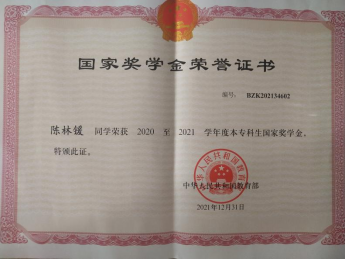 国家奖学金荣誉证书
编号: BZK202134602
陈林媛 同学荣获 2020 至 2021 学年度本专科生国家奖学金。
特颁此证。
中华人民共和国教育部
2021年12月31日